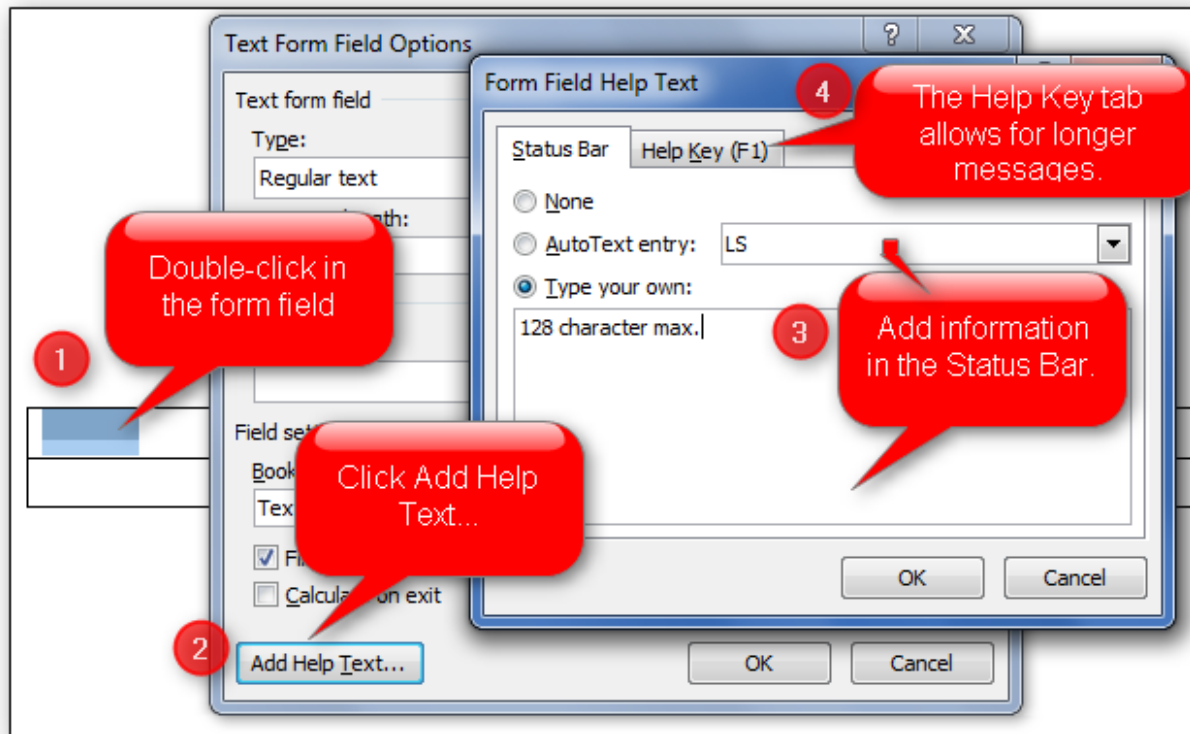 Text Form Field Options
Text form field
Type:
Regular text
Double-click in
the form field
1
Field
Click Add Help
Text...
Calculate on exit
2
Add Help Text...
OK
Cancel
Form Field Help Text
4
The Help Key tab
allows for longer
messages.
Status Bar
Help Key (F1)
None
AutoText entry:
LS
Type your own:
128 character max.
3
Add information
in the Status Bar.
OK
Cancel